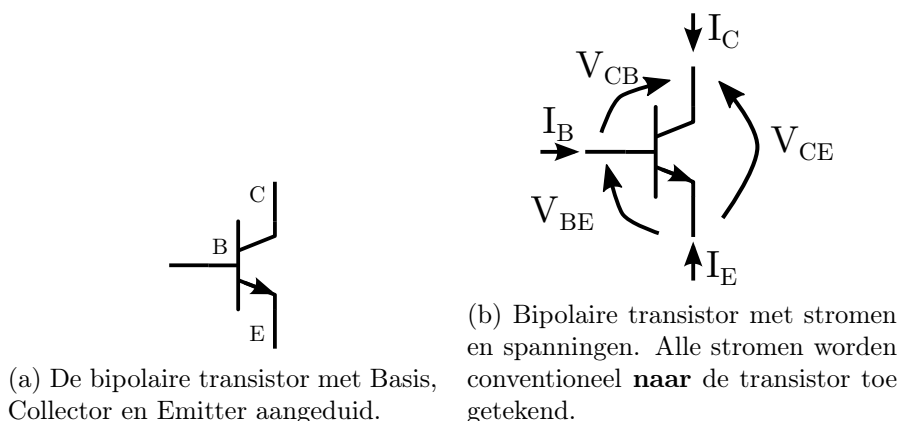 C
B
E
(a) De bipolaire transistor met Basis,
Collector en Emitter aangeduid.
I_C
V_CB
I_B
V_CE
V_BE
I_E
(b) Bipolaire transistor met stromen
en spanningen. Alle stromen worden
conventioneel naar de transistor toe
getekend.